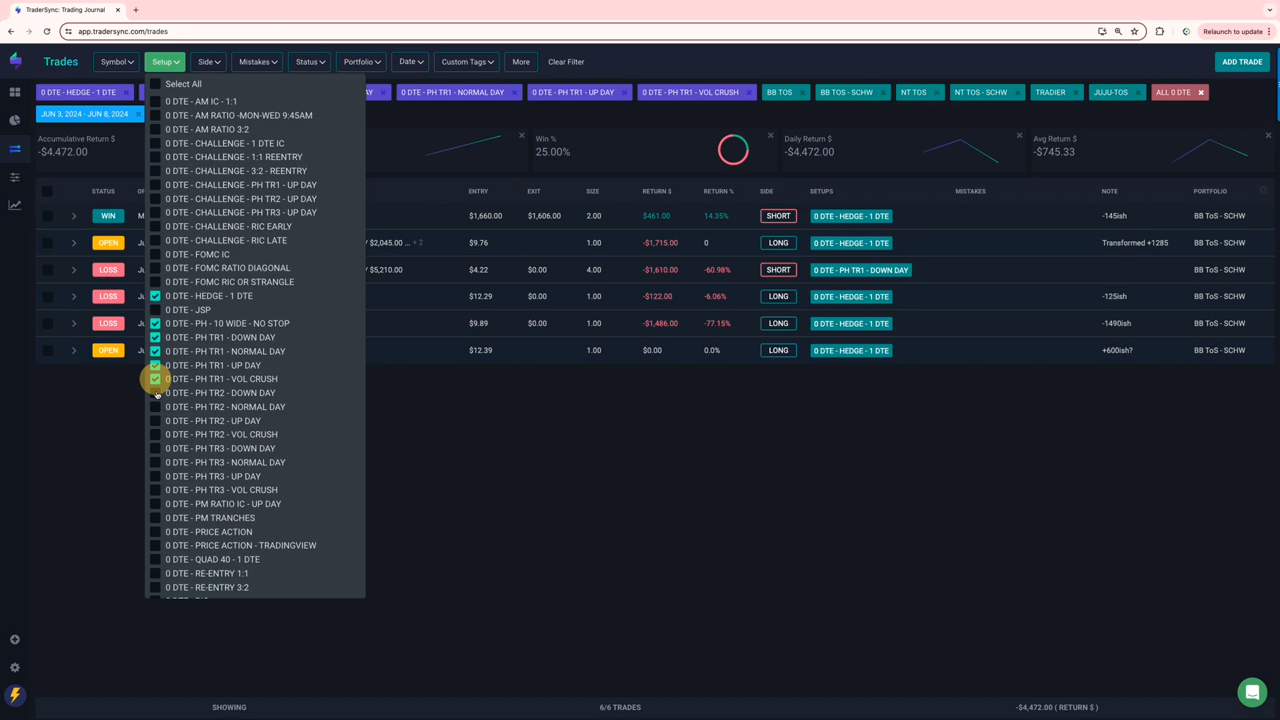 TraderSync: Trading Journal
app.tradersync.com/trades
Relaunch to update
Trades
Symbol
Setup
Side
Mistakes
Status
Portfolio
Date
Custom Tags
More
Clear Filter
ADD TRADE
0 DTE - HEDGE - 1 DTE
AY
0 DTE - PH TR1 - NORMAL DAY
0 DTE - PH TR1 - UP DAY
0 DTE - PH TR1 - VOL CRUSH
BB TOS
BB TOS - SCHW
NT TOS
NT TOS - SCHW
TRADIER
JUJU-TOS
ALL 0 DTE
JUN 3, 2024 - JUN 8, 2024
Accumulative Return $
-$4,472.00
Win %
25.00%
Daily Return $
-$4,472.00
Avg Return $
-$745.33
STATUS
ENTRY
EXIT
SIZE
RETURN $
RETURN %
SIDE
SETUPS
MISTAKES
NOTE
PORTFOLIO
WIN
$1,660.00
$1,606.00
2.00
$461.00
14.35%
SHORT
0 DTE - HEDGE - 1 DTE
-145ish
BB ToS - SCHW
OPEN
/ $2,045.00 ... + 2
$9.76
1.00
-$1,715.00
0
LONG
0 DTE - HEDGE - 1 DTE
Transformed +1285
BB ToS - SCHW
LOSS
/ $5,210.00
$4.22
$0.00
4.00
-$1,610.00
-60.98%
SHORT
0 DTE - PH TR1 - DOWN DAY
BB ToS - SCHW
LOSS
$12.29
$0.00
1.00
-$122.00
-6.06%
LONG
0 DTE - HEDGE - 1 DTE
-125ish
BB ToS - SCHW
LOSS
$9.89
$0.00
1.00
-$1,486.00
-77.15%
LONG
0 DTE - HEDGE - 1 DTE
-1490ish
BB ToS - SCHW
OPEN
$12.39
1.00
$0.00
0.0%
LONG
0 DTE - HEDGE - 1 DTE
+600ish?
BB ToS - SCHW
Select All
0 DTE - AM IC - 1:1
0 DTE - AM RATIO -MON-WED 9:45AM
0 DTE - AM RATIO 3:2
0 DTE - CHALLENGE - 1 DTE IC
0 DTE - CHALLENGE - 1:1 REENTRY
0 DTE - CHALLENGE - 3:2 - REENTRY
0 DTE - CHALLENGE - PH TR1 - UP DAY
0 DTE - CHALLENGE - PH TR2 - UP DAY
0 DTE - CHALLENGE - PH TR3 - UP DAY
0 DTE - CHALLENGE - RIC EARLY
0 DTE - CHALLENGE - RIC LATE
0 DTE - FOMC IC
0 DTE - FOMC RATIO DIAGONAL
0 DTE - FOMC RIC OR STRANGLE
0 DTE - HEDGE - 1 DTE
0 DTE - JSP
0 DTE - PH - 10 WIDE - NO STOP
0 DTE - PH TR1 - DOWN DAY
0 DTE - PH TR1 - NORMAL DAY
0 DTE - PH TR1 - UP DAY
0 DTE - PH TR1 - VOL CRUSH
0 DTE - PH TR2 - DOWN DAY
0 DTE - PH TR2 - NORMAL DAY
0 DTE - PH TR2 - UP DAY
0 DTE - PH TR2 - VOL CRUSH
0 DTE - PH TR3 - DOWN DAY
0 DTE - PH TR3 - NORMAL DAY
0 DTE - PH TR3 - UP DAY
0 DTE - PH TR3 - VOL CRUSH
0 DTE - PM RATIO IC - UP DAY
0 DTE - PM TRANCHES
0 DTE - PRICE ACTION
0 DTE - PRICE ACTION - TRADINGVIEW
0 DTE - QUAD 40 - 1 DTE
0 DTE - RE-ENTRY 1:1
0 DTE - RE-ENTRY 3:2
SHOWING
6/6 TRADES
-$4,472.00 ( RETURN $ )